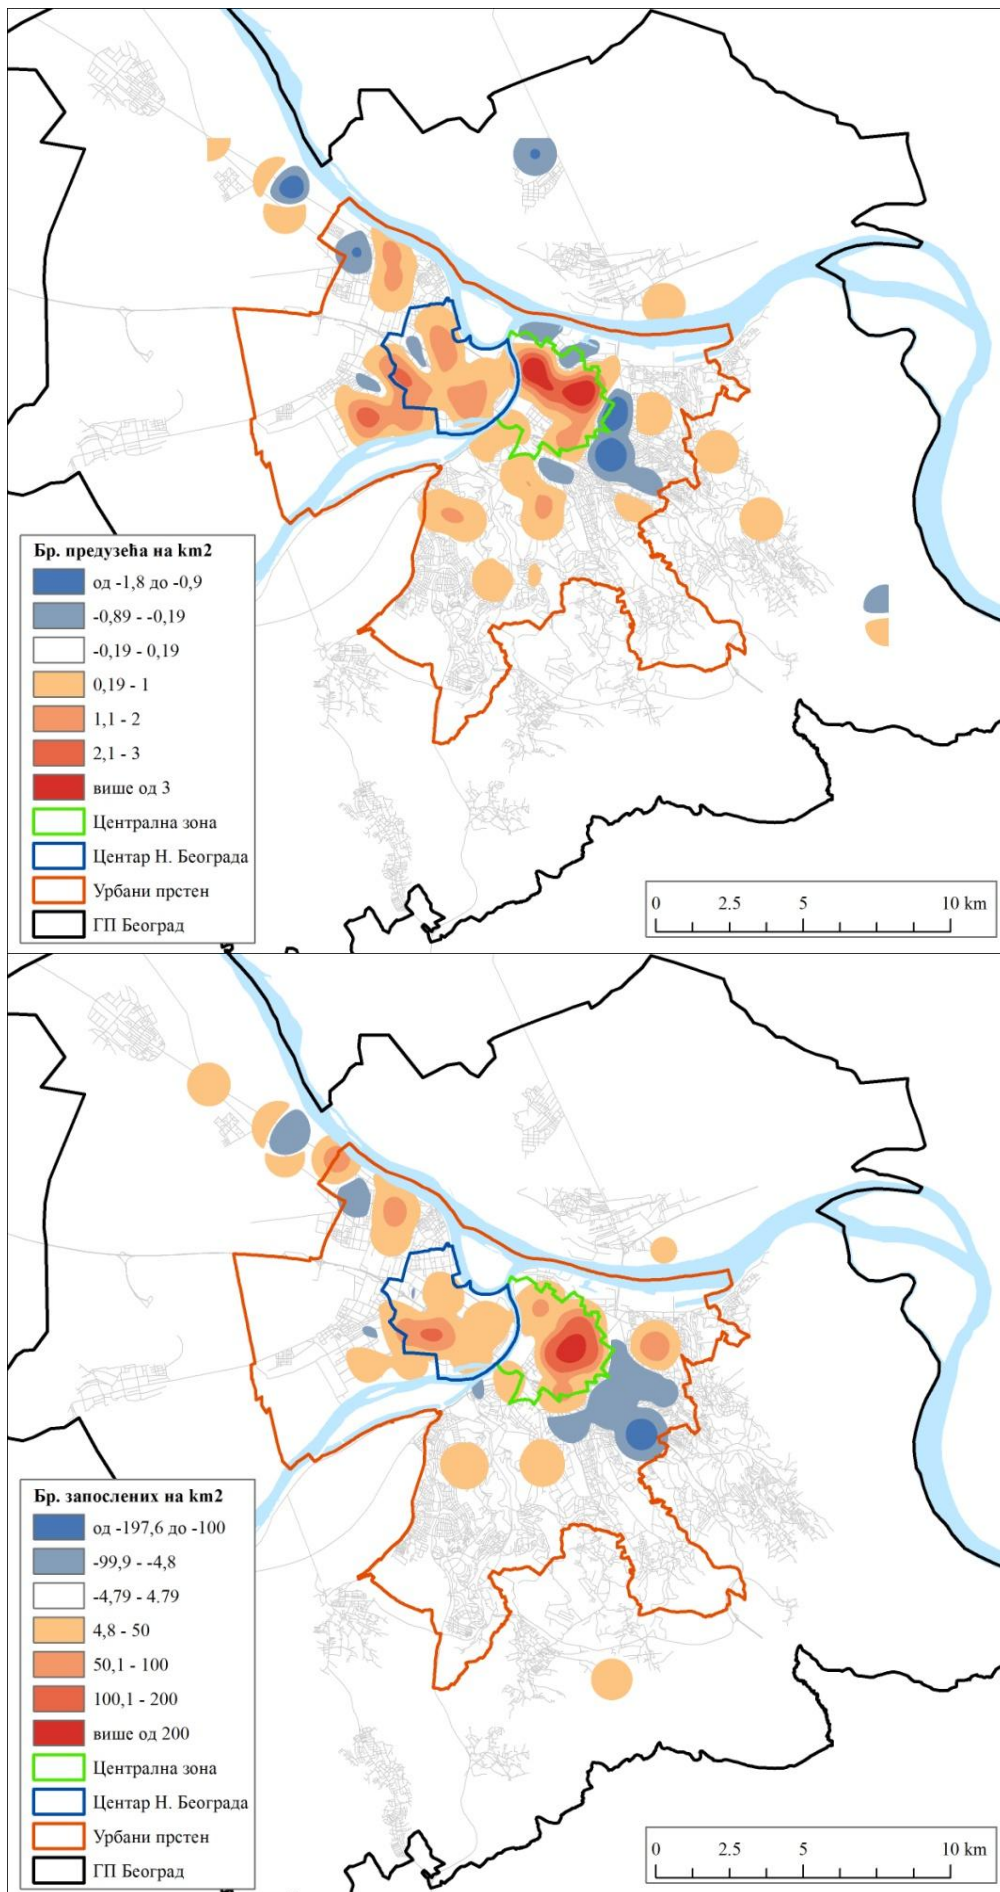 Бр. предузећа на km2
од -1,8 до -0,9
-0,89 - -0,19
-0,19 - 0,19
0,19 - 1
1,1 - 2
2,1 - 3
више од 3
Централна зона
Центар Н. Београда
Урбани прстен
ГП Београд
0 2.5 5 10 km
Бр. запослених на km2
од -197,6 до -100
-99,9 - -4,8
-4,79 - 4.79
4,8 - 50
50,1 - 100
100,1 - 200
више од 200
Централна зона
Центар Н. Београда
Урбани прстен
ГП Београд
0 2.5 5 10 km